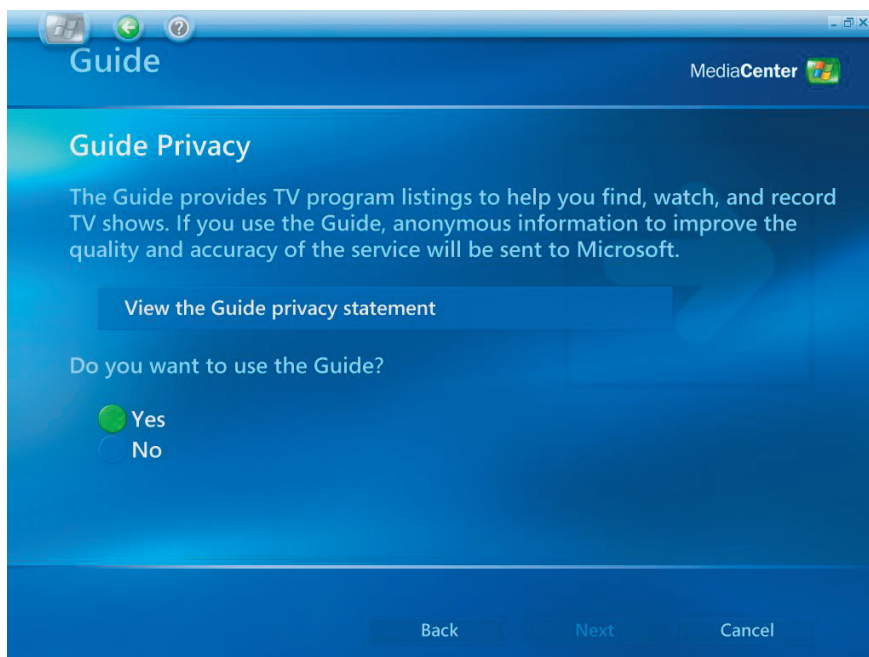 Guide
MediaCenter
Guide Privacy
The Guide provides TV program listings to help you find, watch, and record
TV shows. If you use the Guide, anonymous information to improve the
quality and accuracy of the service will be sent to Microsoft.
View the Guide privacy statement
Do you want to use the Guide?
Yes
No
Back Next Cancel